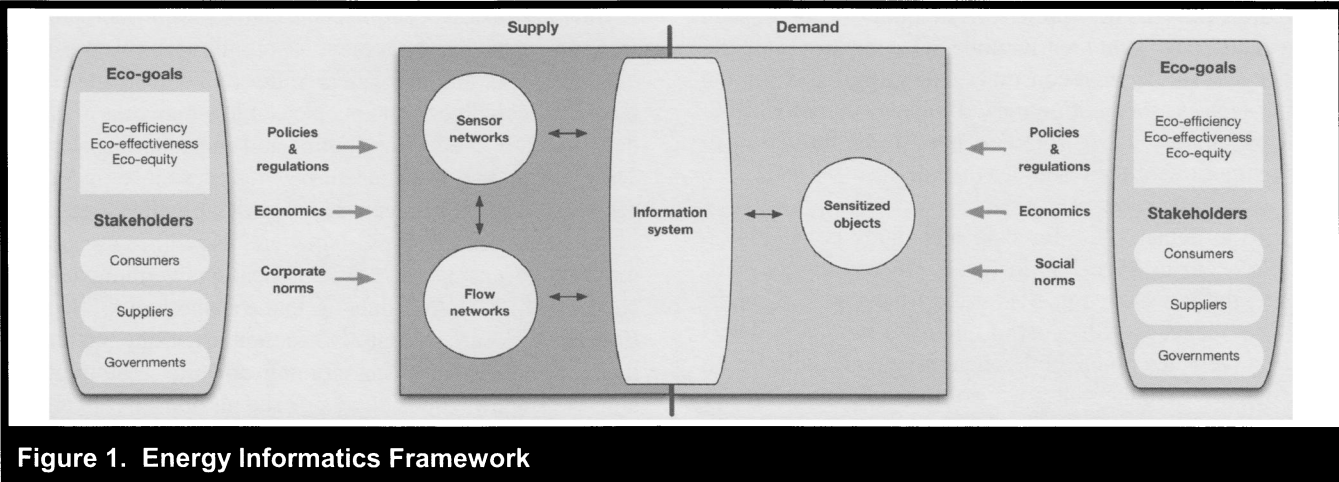 Supply
Demand
Eco-goals
Eco-efficiency
Eco-effectiveness
Eco-equity
Stakeholders
Consumers
Suppliers
Governments
Policies
&
regulations
Economics
Corporate
norms
Sensor
networks
Flow
networks
Information
system
Sensitized
objects
Policies
&
regulations
Economics
Social
norms
Eco-goals
Eco-efficiency
Eco-effectiveness
Eco-equity
Stakeholders
Consumers
Suppliers
Governments
Figure 1. Energy Informatics Framework